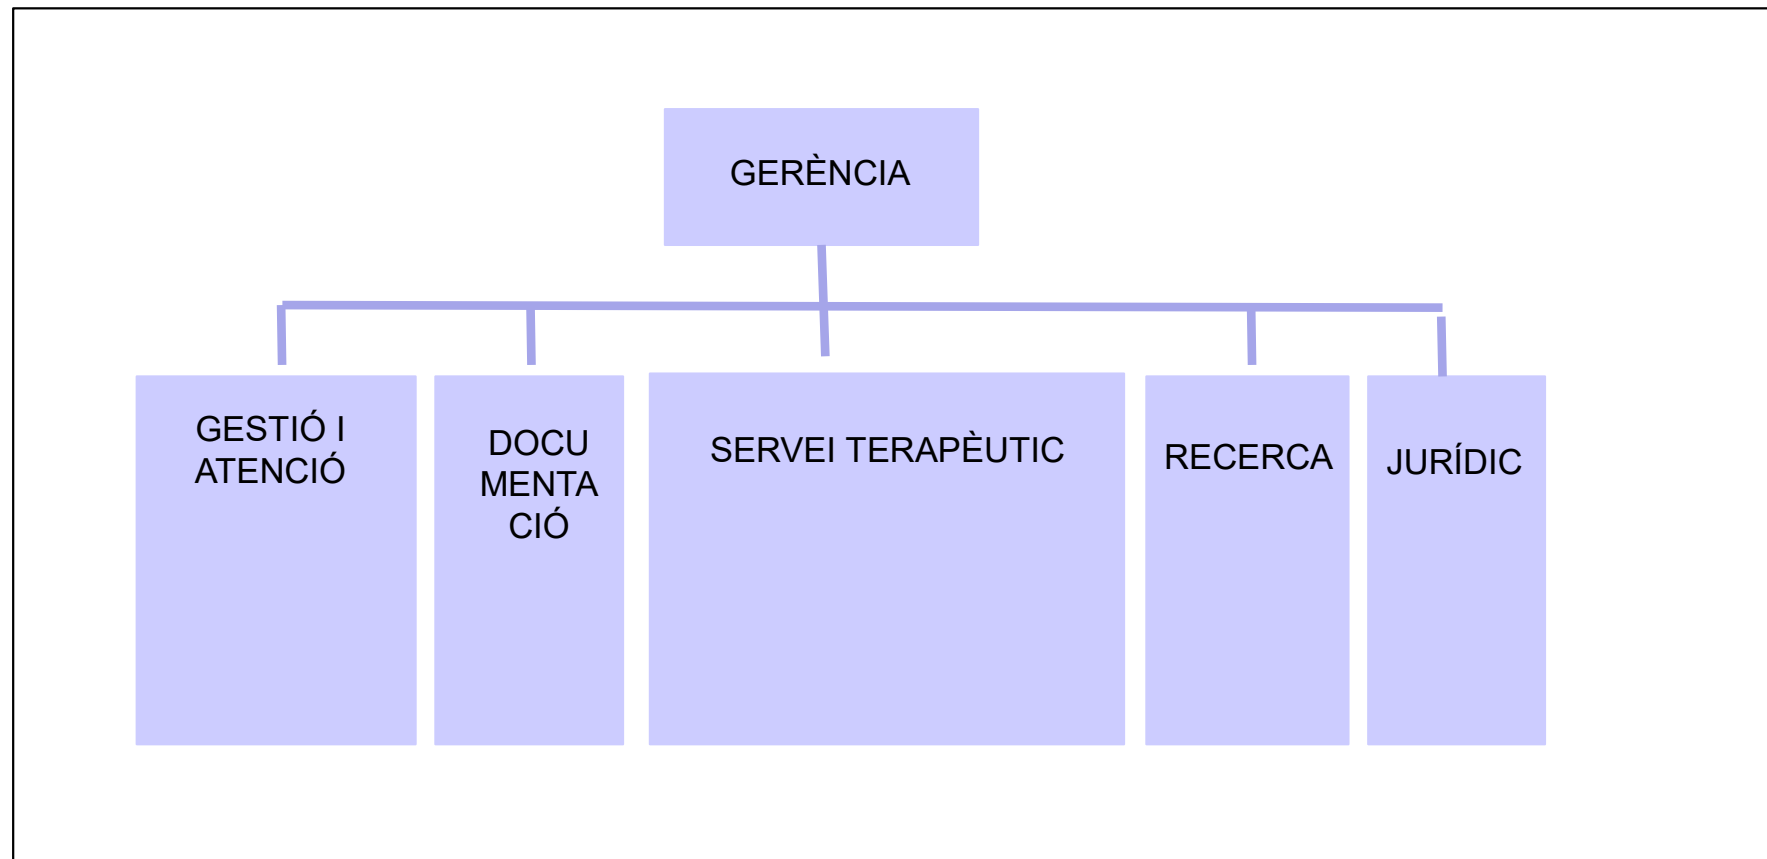 GERÈNCIA
GESTIÓ I
ATENCIÓ
DOCU
MENTA
CIÓ
SERVEI TERAPÈUTIC
RECERCA
JURÍDIC